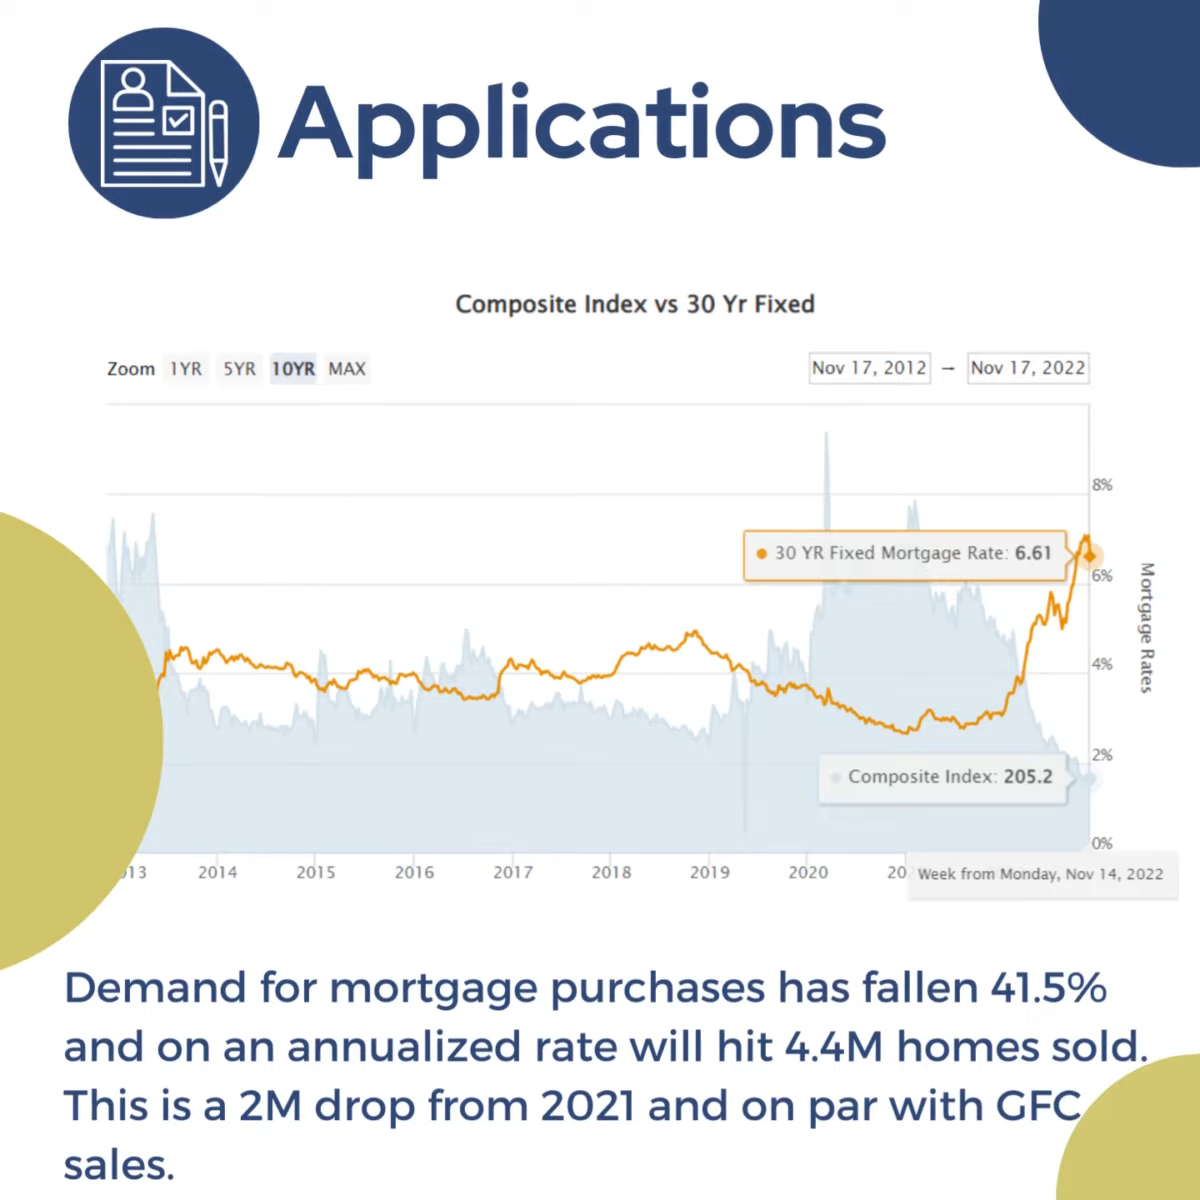 Applications
Composite Index vs 30 Yr Fixed
Zoom 1YR 5YR 10YR MAX Nov 17, 2012 → Nov 17, 2022
8%
30 YR Fixed Mortgage Rate: 6.61
6%
Mortgage Rates
4%
2%
Composite Index: 205.2
0%
13 2014 2015 2016 2017 2018 2019 2020 20
Week from Monday, Nov 14, 2022
Demand for mortgage purchases has fallen 41.5%
and on an annualized rate will hit 4.4M homes sold.
This is a 2M drop from 2021 and on par with GFC
sales.